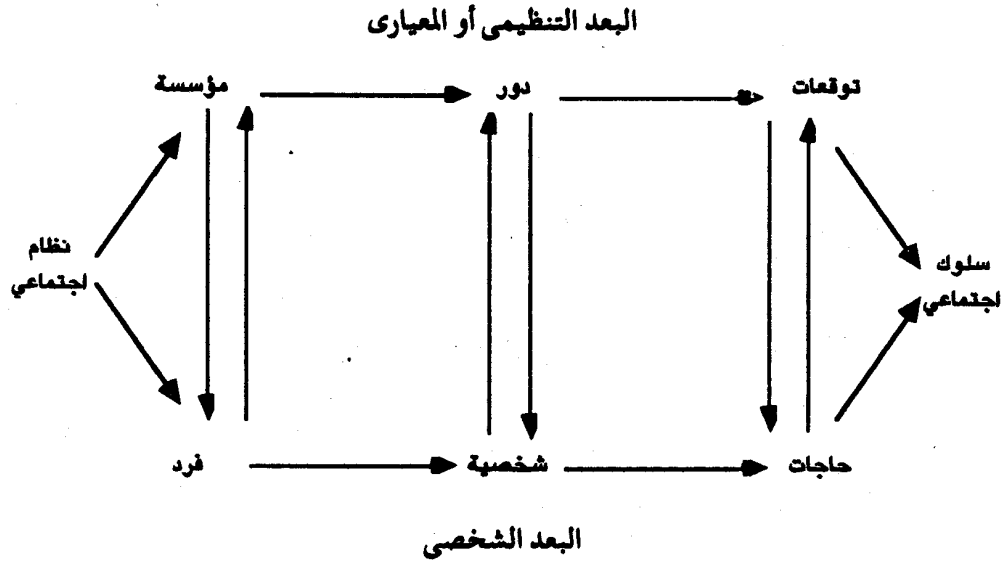 البعد التنظيمى أو المعيارى
مؤسسة
دور
توقعات
نظام
اجتماعي
سلوك
اجتماعي
فرد
شخصية
حاجات
البعد الشخصى